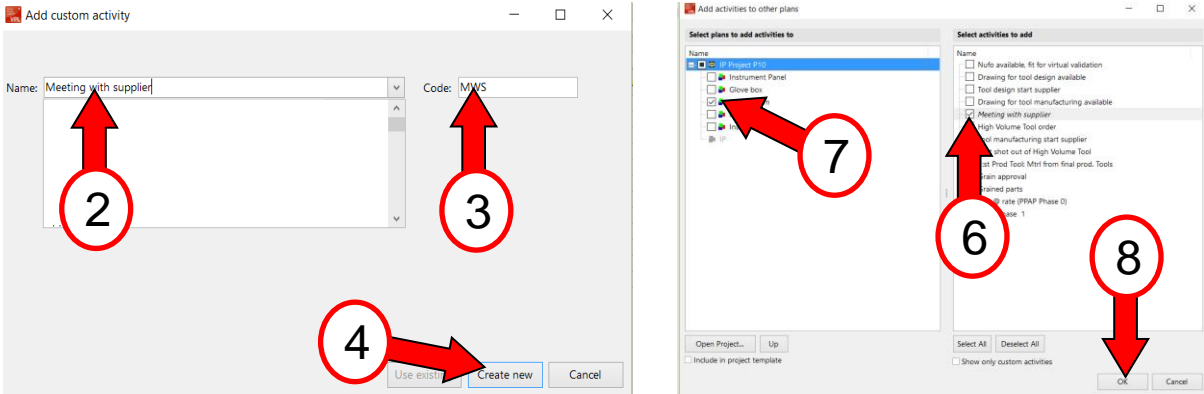 Add custom activity
Name: Meeting with supplier
Code: MWS
2
3
4
Use existing
Create new
Cancel
Add activities to other plans
Select plans to add activities to
Name
IP Project P10
Instrument Panel
Glove box
IP
7
Open Project...
Up
Include in project template
Select activities to add
Name
Nufo available, fit for virtual validation
Drawing for tool design available
Tool design start supplier
Drawing for tool manufacturing available
Meeting with supplier
High Volume Tool order
Tool manufacturing start supplier
shot out of High Volume Tool
Prod Tool: Mtrl from final prod. Tools
Grain approval
Grained parts
rate (PPAP Phase 0)
1
6
8
Select All
Deselect All
Show only custom activities
OK
Cancel